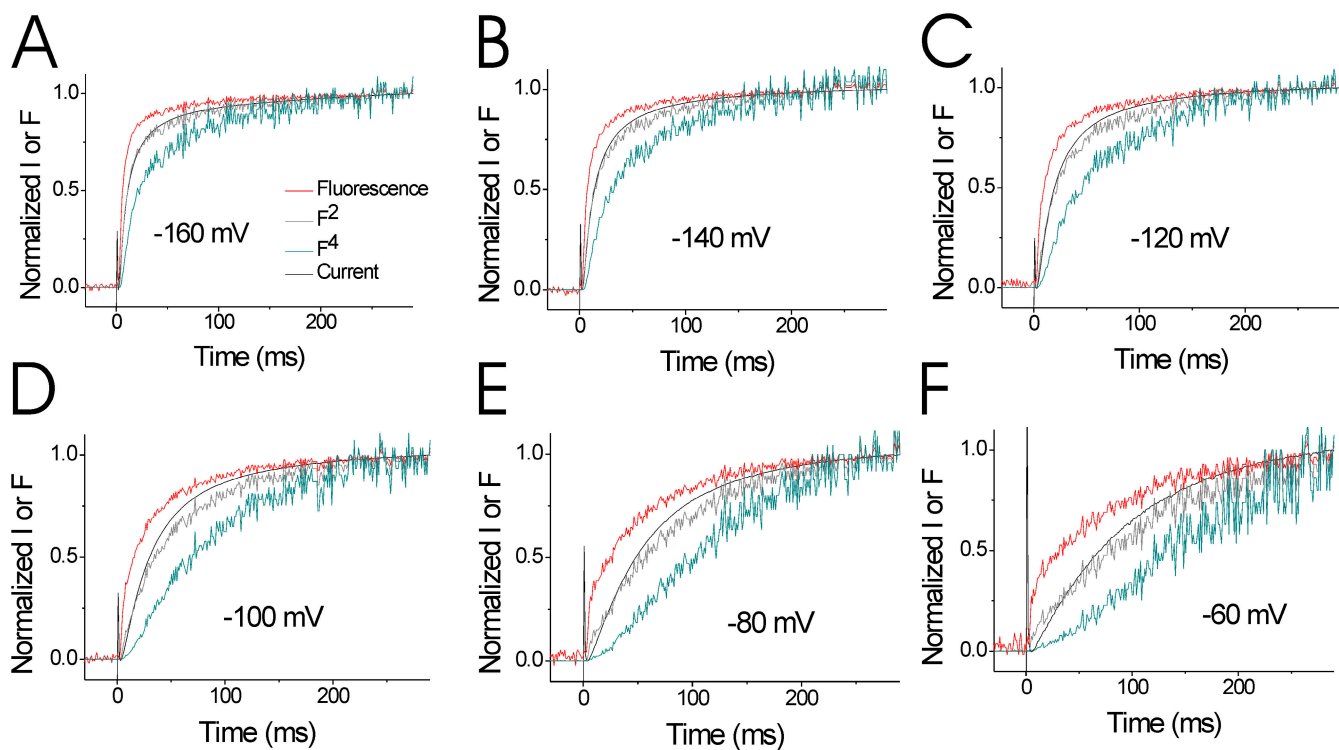 A
Normalized I or F
1.0
0.5
0.0
Fluorescence
F²
F⁴
Current
-160 mV
0
100
200
Time (ms)
B
Normalized I or F
1.0
0.5
0.0
-140 mV
0
100
200
Time (ms)
C
Normalized I or F
1.0
0.5
0.0
-120 mV
0
100
200
Time (ms)
D
Normalized I or F
1.0
0.5
0.0
-100 mV
0
100
200
Time (ms)
E
Normalized I or F
1.0
0.5
0.0
-80 mV
0
100
200
Time (ms)
F
Normalized I or F
1.0
0.5
0.0
-60 mV
0
100
200
Time (ms)